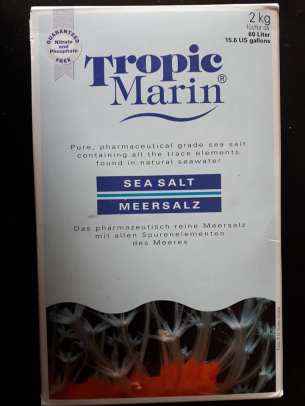 GUARANTEED
Nitrate and
Phosphate
FREE
2 kg
60 Liter
15.6 US gallons
Tropic
Marin®
Pure, pharmaceutical grade sea salt
containing all the trace elements
found in natural seawater
SEA SALT
MEERSALZ
Das pharmazeutisch reine Meersalz
mit allen Spurenelementen
des Meeres